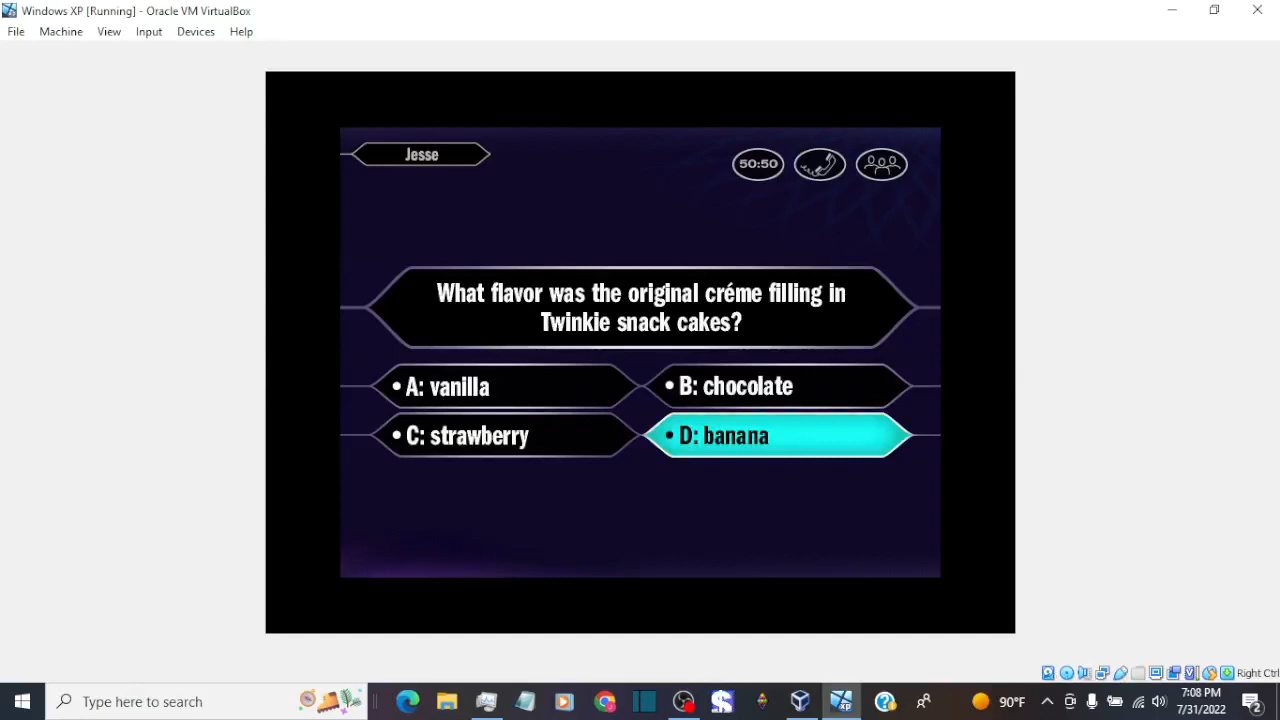 Windows XP [Running] - Oracle VM VirtualBox
File Machine View Input Devices Help
Jesse
50:50
What flavor was the original créme filling in
Twinkie snack cakes?
• A: vanilla
• B: chocolate
• C: strawberry
• D: banana
Right Ctrl
Type here to search
XP
90°F
7:08 PM
7/31/2022
2